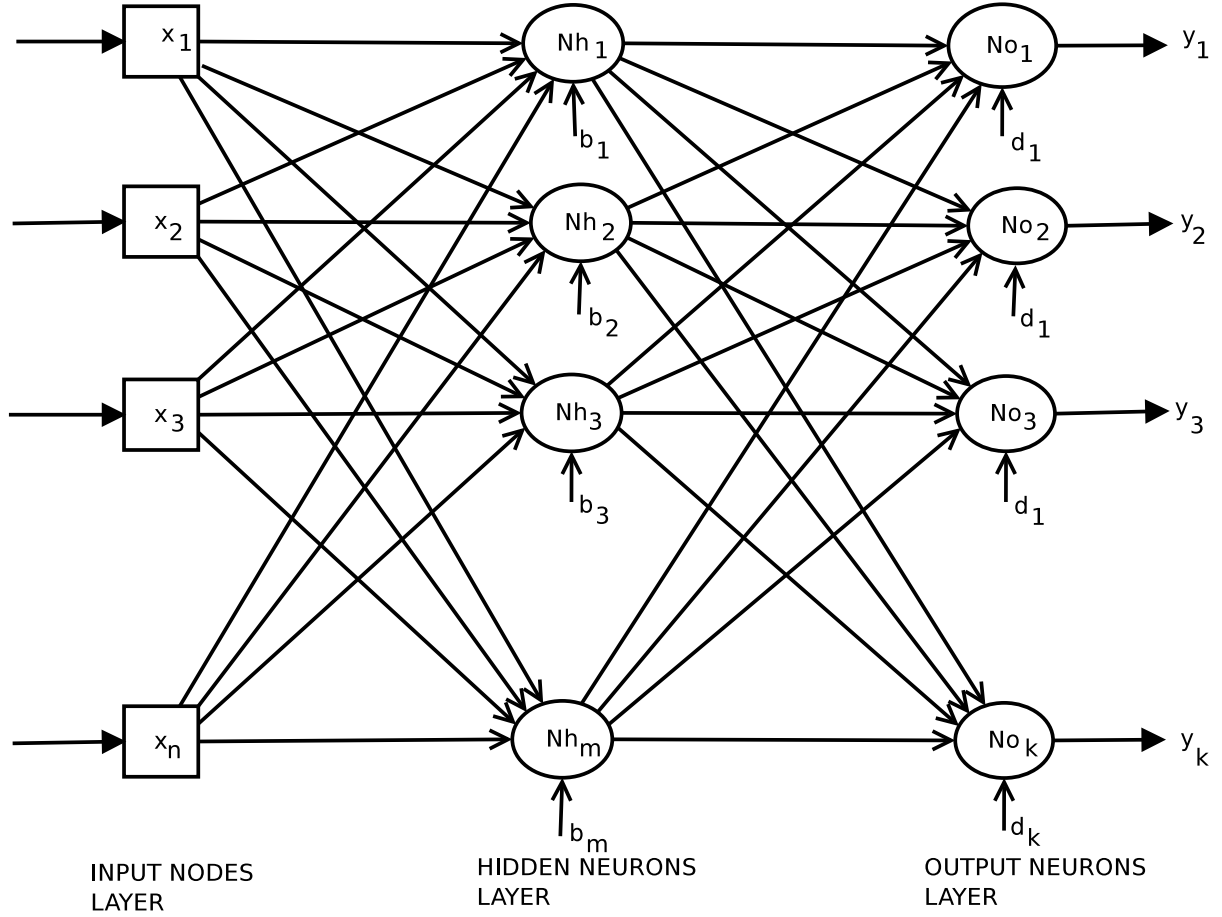 x1 Nh1 No1 y1
b1 d1
x2 Nh2 No2 y2
b2 d1
x3 Nh3 No3 y3
b3 d1
xn Nhm Nok yk
bm dk
INPUT NODES
LAYER
HIDDEN NEURONS
LAYER
OUTPUT NEURONS
LAYER